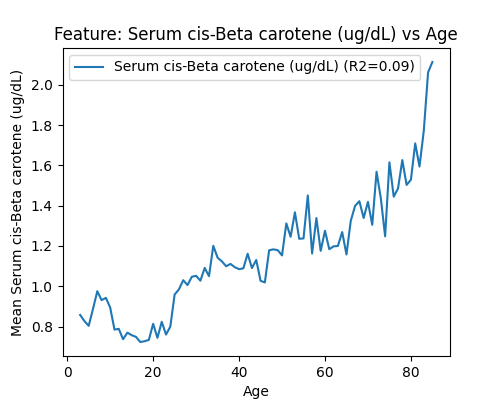 Feature: Serum cis-Beta carotene (ug/dL) vs Age
Serum cis-Beta carotene (ug/dL) (R2=0.09)
Mean Serum cis-Beta carotene (ug/dL)
2.0
1.8
1.6
1.4
1.2
1.0
0.8
0 20 40 60 80
Age